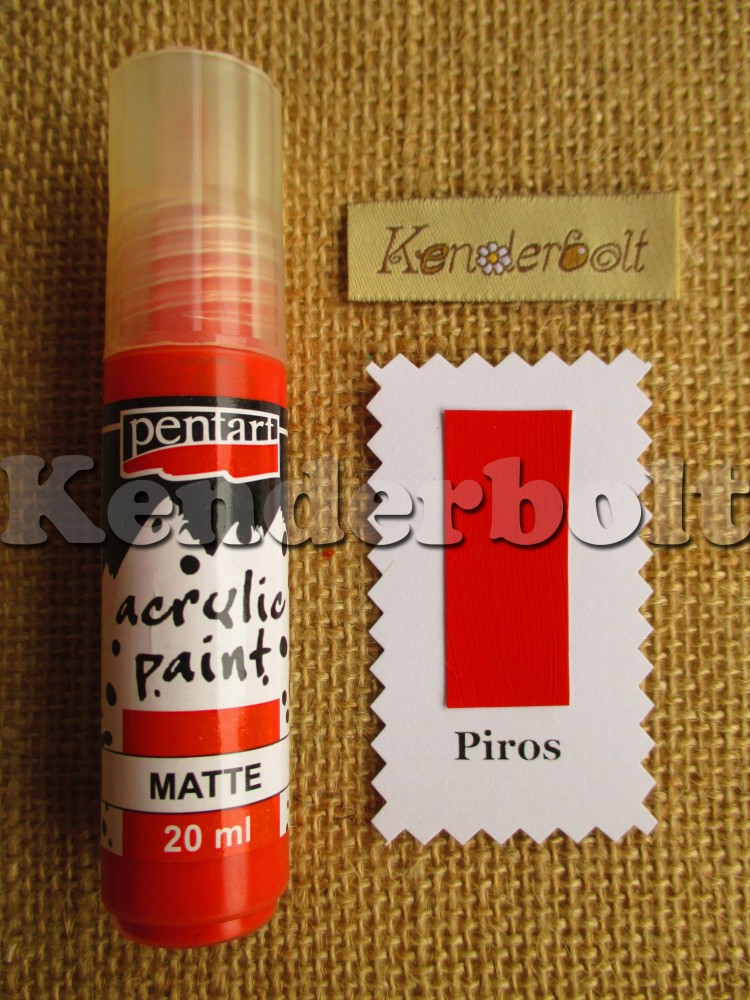 Kenderbolt
pentart
Kenderbolt
acrylic
paint
MATTE
20 ml
Piros